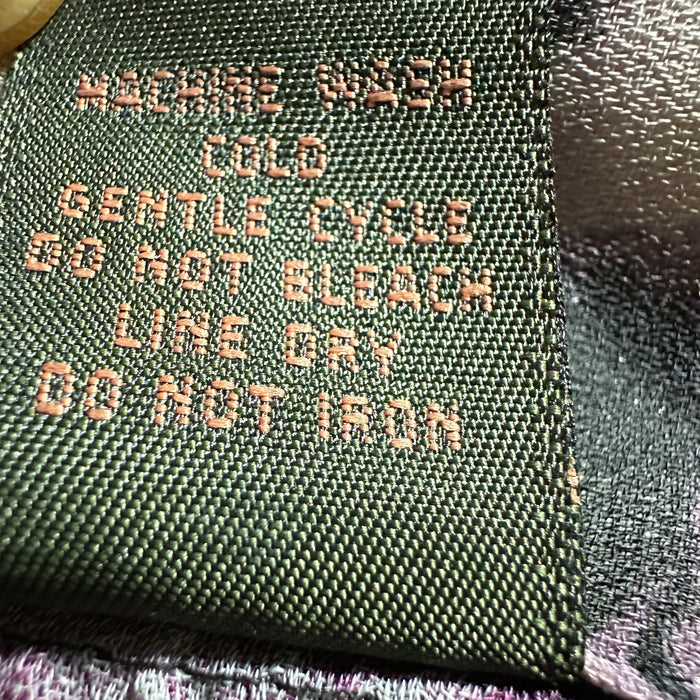 MACHINE WASH
COLD
GENTLE CYCLE
DO NOT BLEACH
LINE DRY
DO NOT IRON